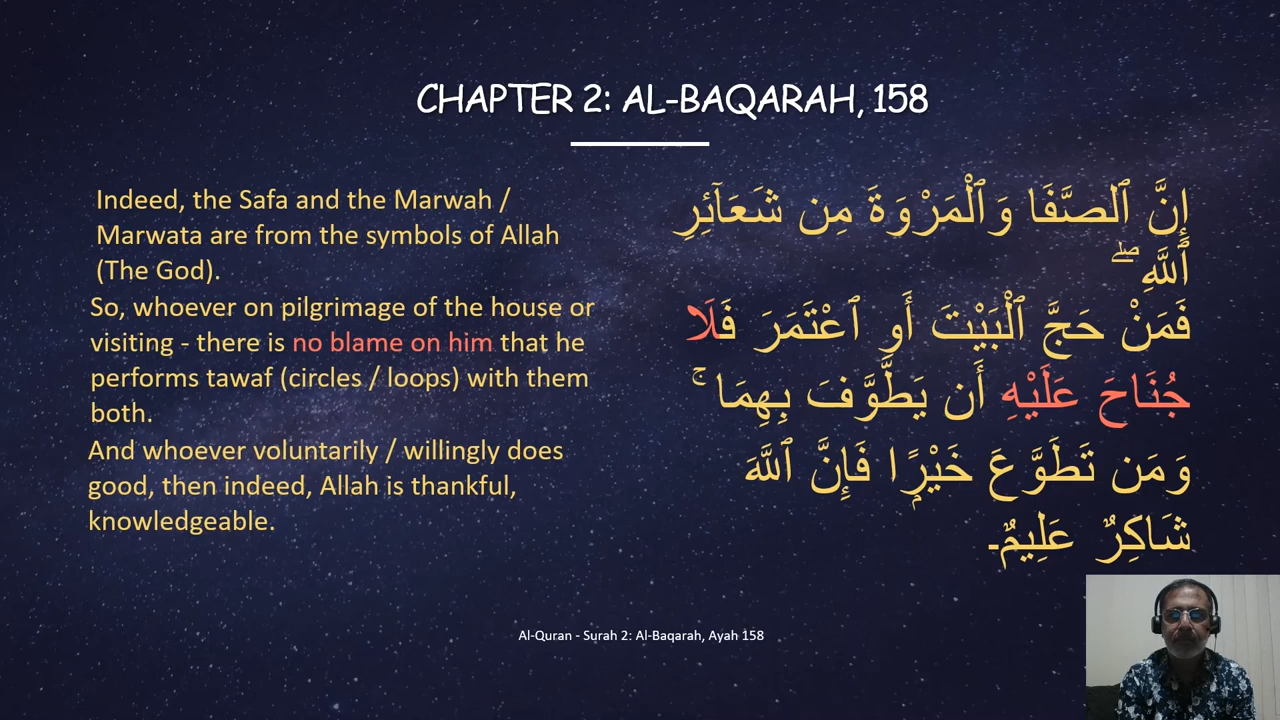 CHAPTER 2: AL-BAQARAH, 158
Indeed, the Safa and the Marwah /
Marwata are from the symbols of Allah
(The God).
So, whoever on pilgrimage of the house or
visiting - there is no blame on him that he
performs tawaf (circles / loops) with them
both.
And whoever voluntarily / willingly does
good, then indeed, Allah is thankful,
knowledgeable.
إِنَّ ٱلصَّفَا وَٱلْمَرْوَةَ مِن شَعَآئِرِ
ٱللَّهِ ۖ
فَمَنْ حَجَّ ٱلْبَيْتَ أَو ٱعْتَمَرَ فَلَا
جُنَاحَ عَلَيْهِ أَن يَطَّوَّفَ بِهِمَا ۚ
وَمَن تَطَوَّعَ خَيْرًۭا فَإِنَّ ٱللَّهَ
شَاكِرٌ عَلِيمٌ-
Al-Quran - Surah 2: Al-Baqarah, Ayah 158